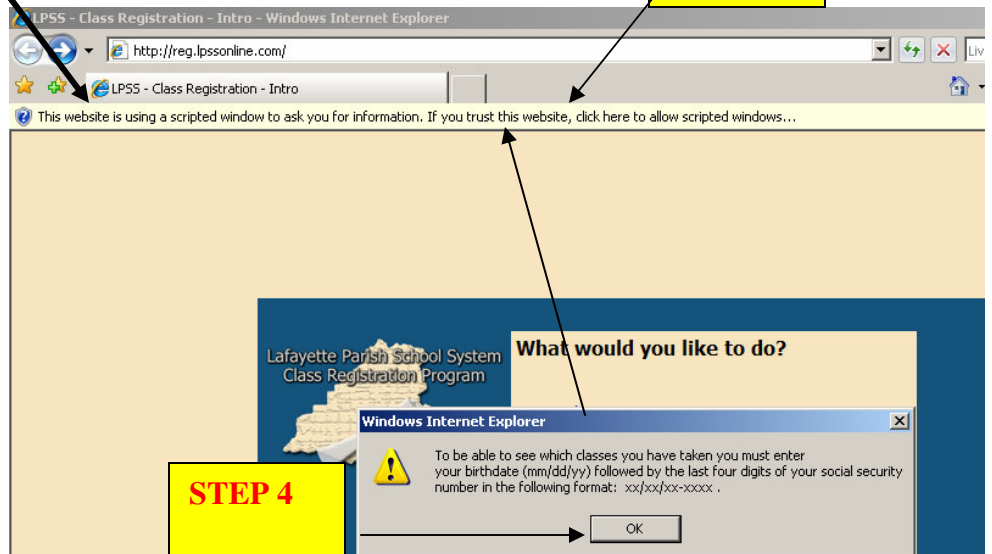 LPSS - Class Registration - Intro - Windows Internet Explorer
http://reg.lpssonline.com/
Liv
LPSS - Class Registration - Intro
This website is using a scripted window to ask you for information. If you trust this website, click here to allow scripted windows...
Lafayette Parish School System
Class Registration Program
What would you like to do?
Windows Internet Explorer
To be able to see which classes you have taken you must enter
your birthdate (mm/dd/yy) followed by the last four digits of your social security
number in the following format: xx/xx/xx-xxxx .
OK
STEP 4